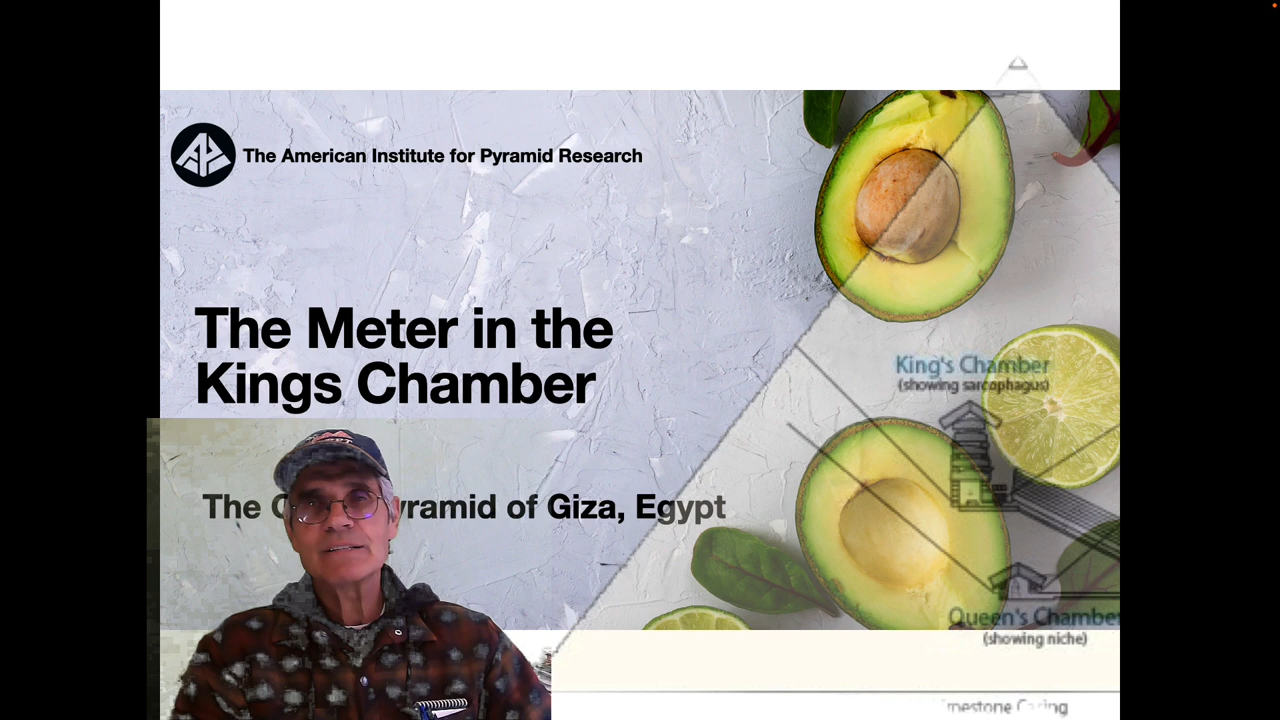 The American Institute for Pyramid Research
The Meter in the
Kings Chamber
The yramid of Giza, Egypt
King's Chamber
(showing sarcophagus)
Queen's Chamber
(showing niche)